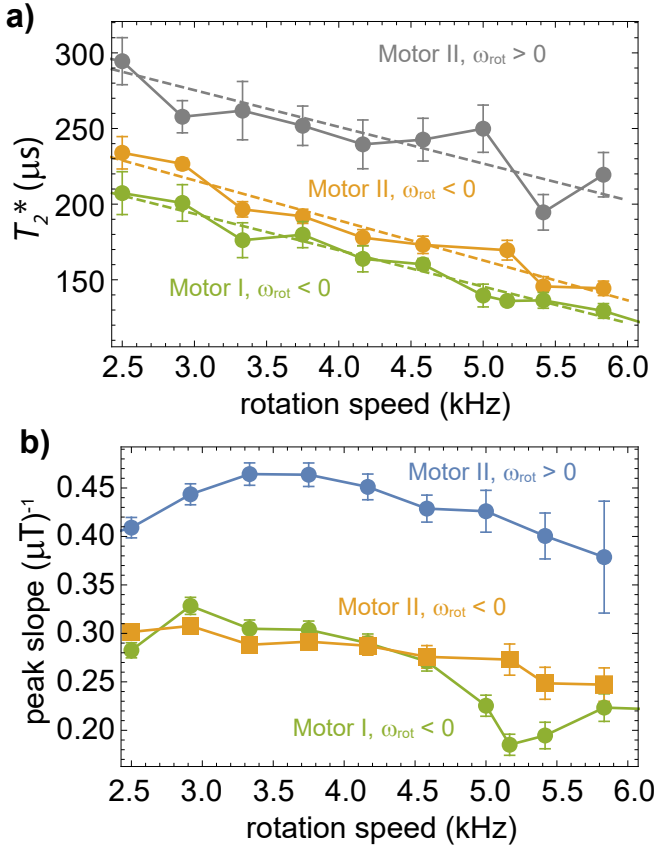 a)
300
250
200
150
T2* (μs)
Motor II, ωrot > 0
Motor II, ωrot < 0
Motor I, ωrot < 0
2.5 3.0 3.5 4.0 4.5 5.0 5.5 6.0
rotation speed (kHz)
b)
0.45
0.40
0.35
0.30
0.25
0.20
peak slope (μT)-1
Motor II, ωrot > 0
Motor II, ωrot < 0
Motor I, ωrot < 0
2.5 3.0 3.5 4.0 4.5 5.0 5.5 6.0
rotation speed (kHz)